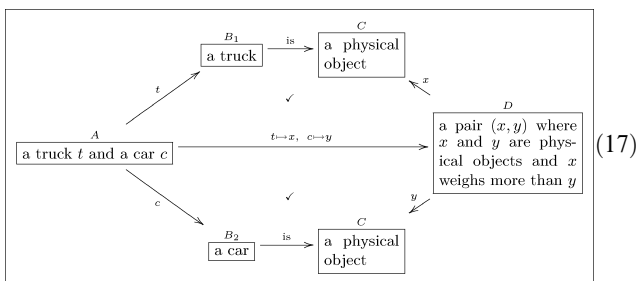 C
a physical
object
B₁
a truck
is
t
x
✓
D
a pair (x, y) where
x and y are phys-
ical objects and x
weighs more than y
A
a truck t and a car c
t↦x, c↦y
(17)
c
y
✓
B₂
a car
is
C
a physical
object